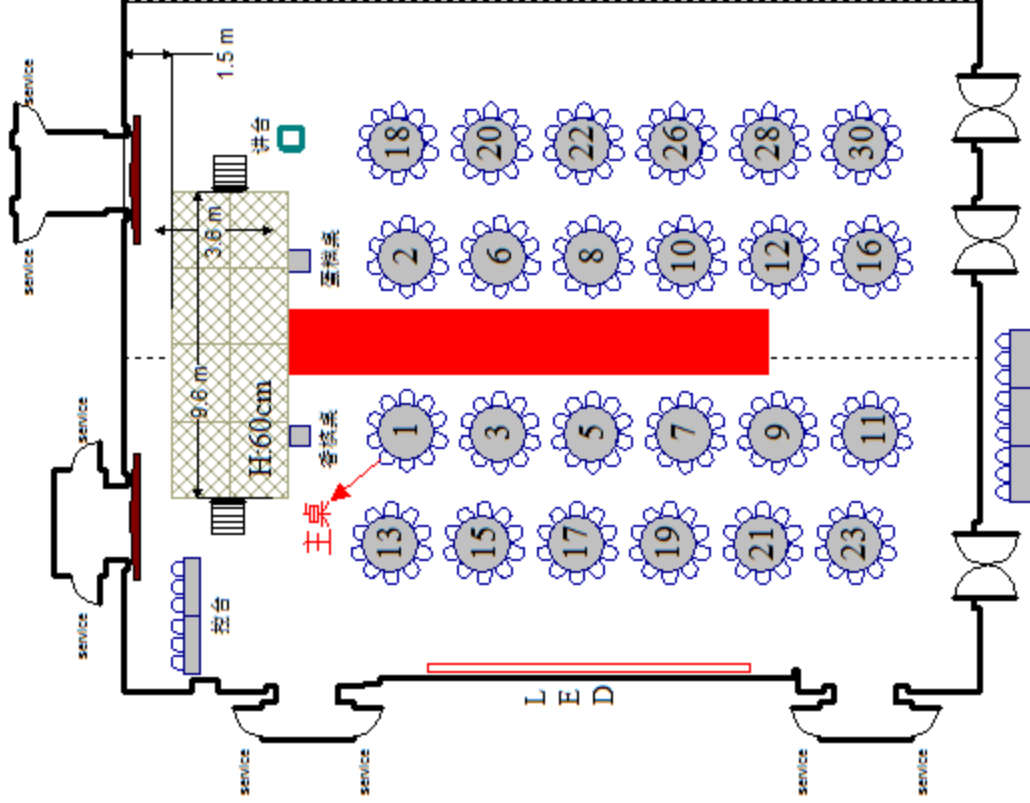 service
1.5 m
讲台
18
20
22
26
28
30
service
3.6 m
蛋糕桌
2
6
8
10
12
16
9.6 m
H:60cm
service
香槟桌
1
3
5
7
9
11
主桌
13
15
17
19
21
23
service
控台
LED
service
service
service
service